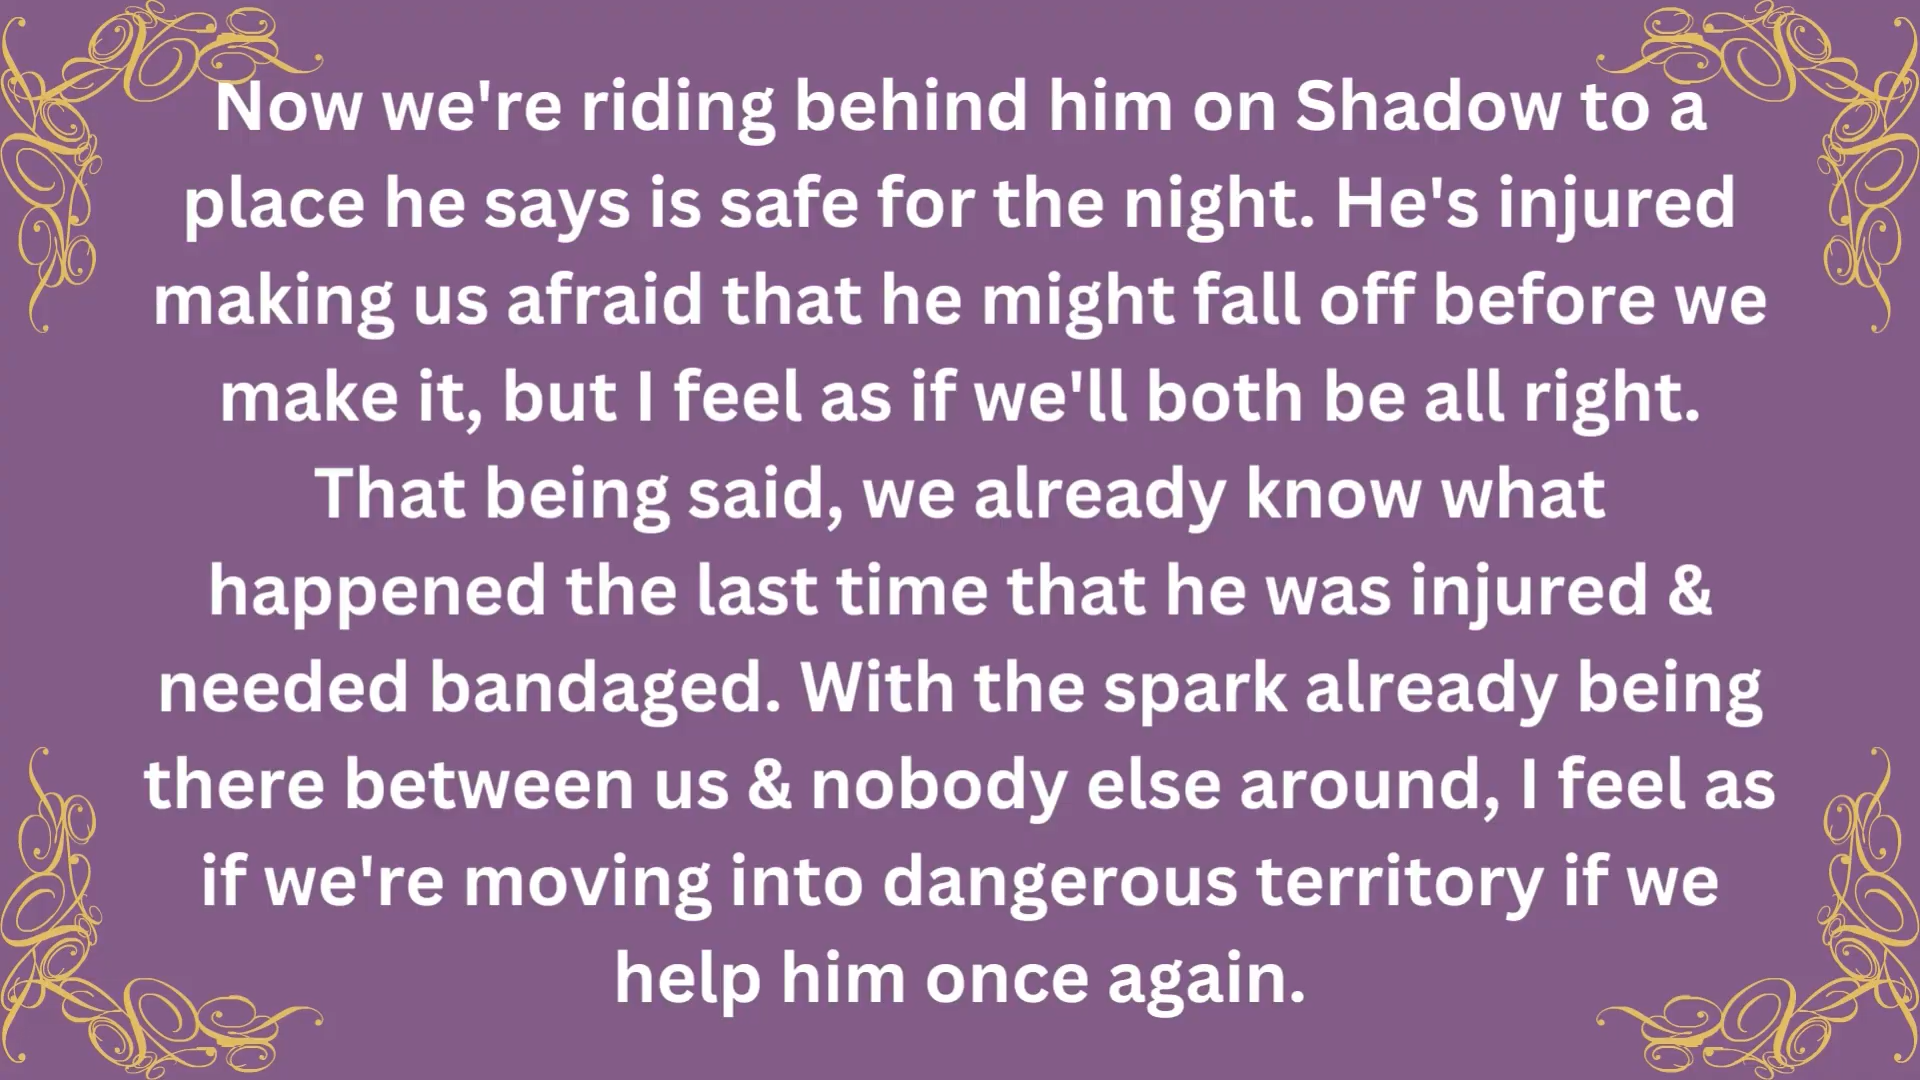 Now we're riding behind him on Shadow to a
place he says is safe for the night. He's injured
making us afraid that he might fall off before we
make it, but I feel as if we'll both be all right.
That being said, we already know what
happened the last time that he was injured &
needed bandaged. With the spark already being
there between us & nobody else around, I feel as
if we're moving into dangerous territory if we
help him once again.